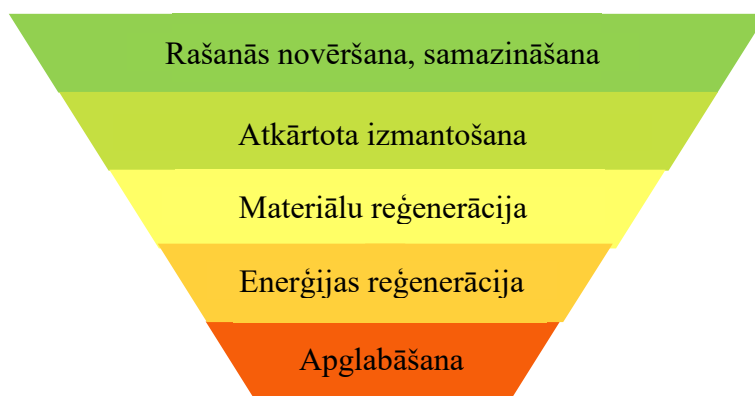 Rašanās novēršana, samazināšana
Atkārtota izmantošana
Materiālu reģenerācija
Enerģijas reģenerācija
Apglabāšana